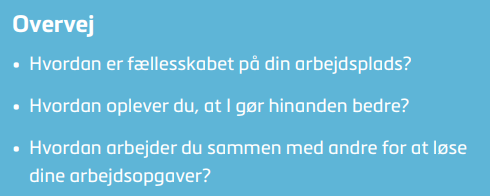 Overvej
• Hvordan er fællesskabet på din arbejdsplads?
• Hvordan oplever du, at I gør hinanden bedre?
• Hvordan arbejder du sammen med andre for at løse
dine arbejdsopgaver?